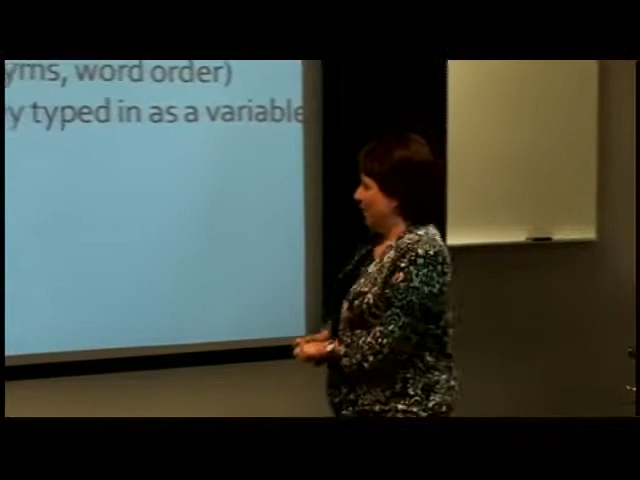 yms, word order)
y typed in as a variable